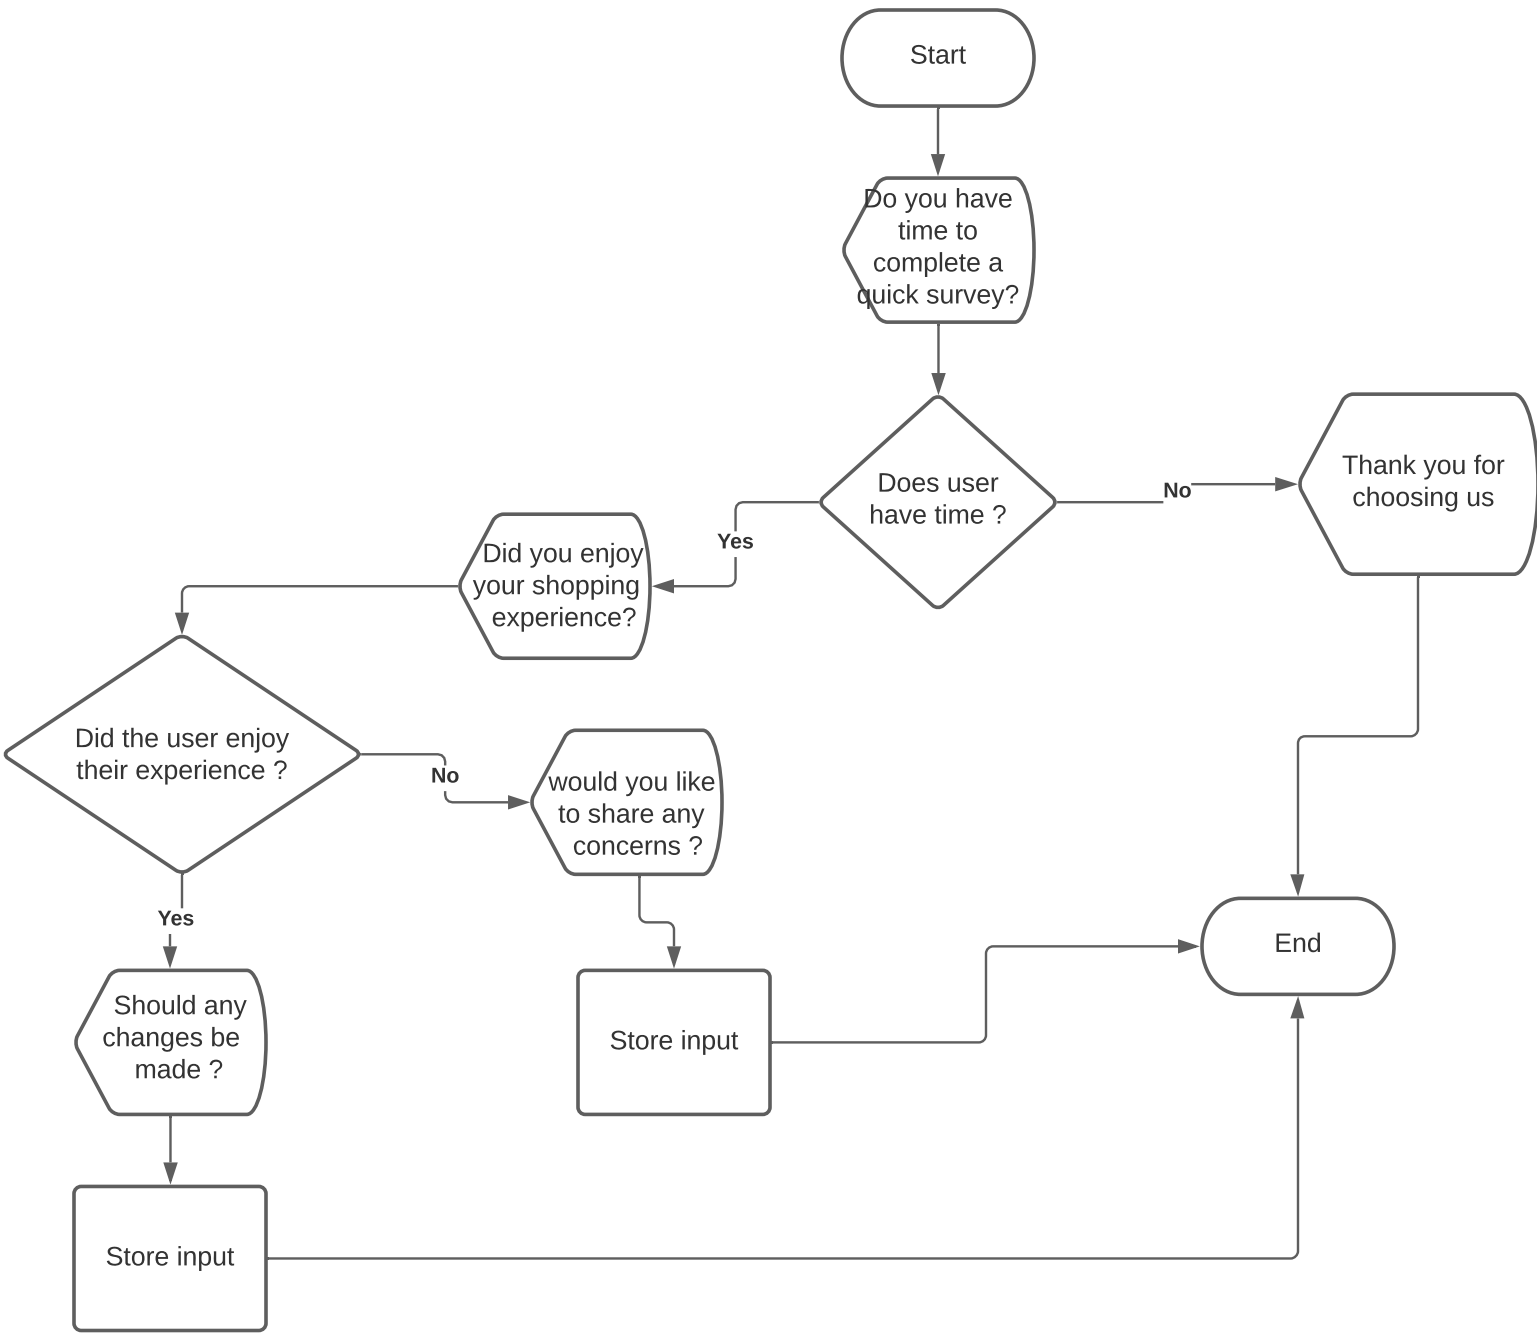 Start
Do you have
time to
complete a
quick survey?
Does user
have time ?
No
Thank you for
choosing us
Yes
Did you enjoy
your shopping
experience?
Did the user enjoy
their experience ?
No
would you like
to share any
concerns ?
Yes
Should any
changes be
made ?
Store input
End
Store input